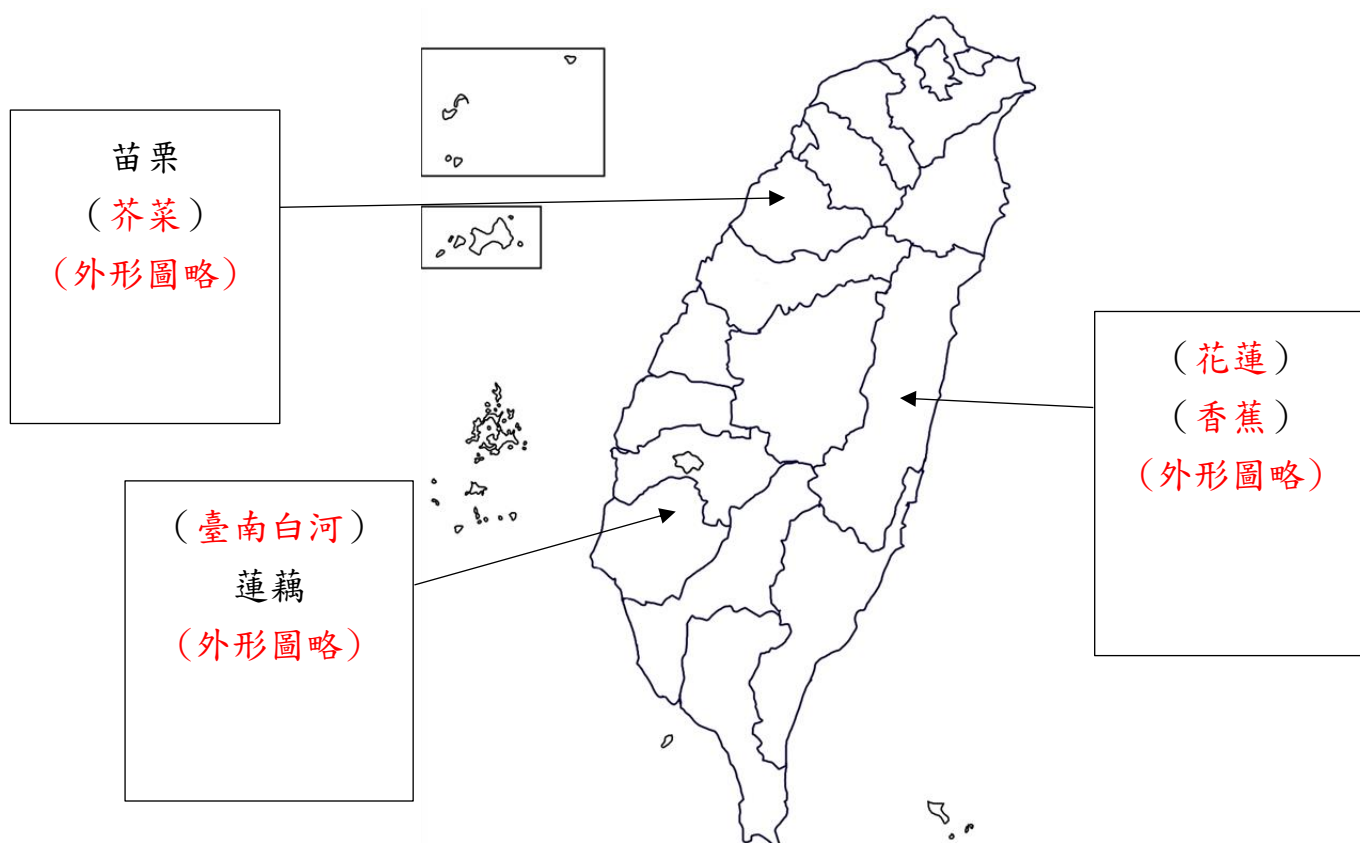 苗栗
（芥菜）
（外形圖略）
（臺南白河）
蓮藕
（外形圖略）
（花蓮）
（香蕉）
（外形圖略）